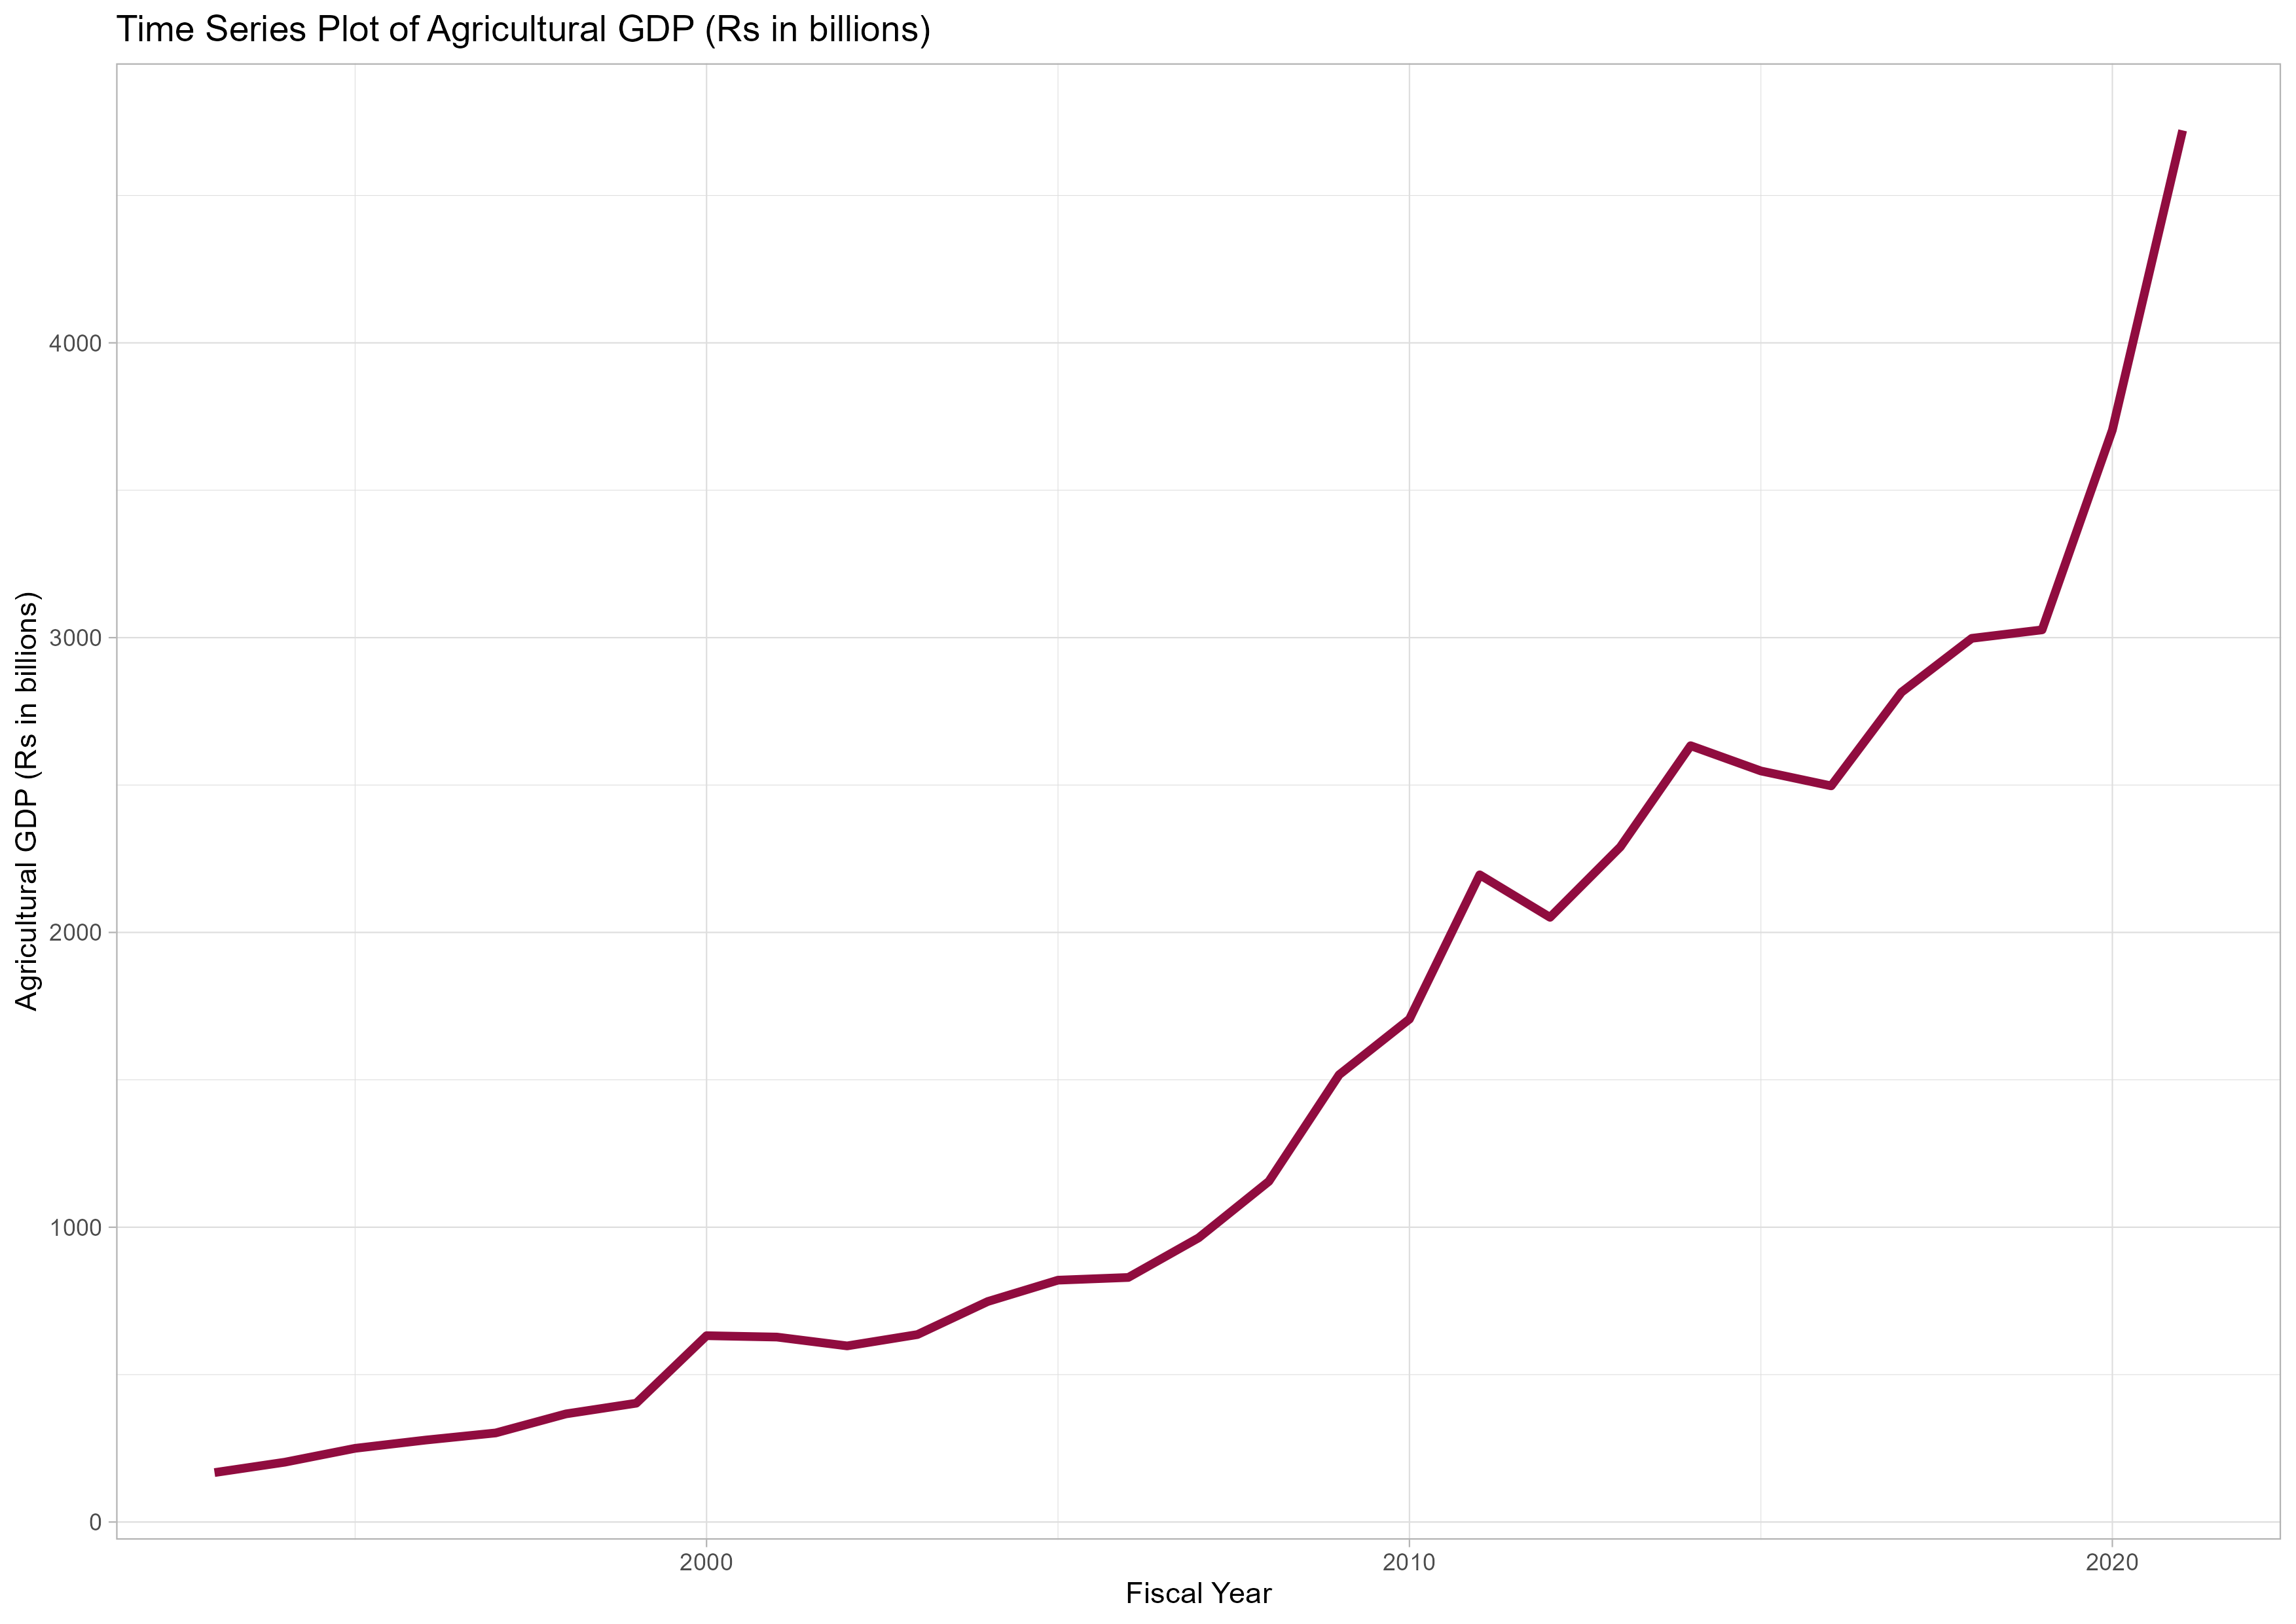 Time Series Plot of Agricultural GDP (Rs in billions)
Agricultural GDP (Rs in billions)
4000
3000
2000
1000
0
2000
2010
2020
Fiscal Year